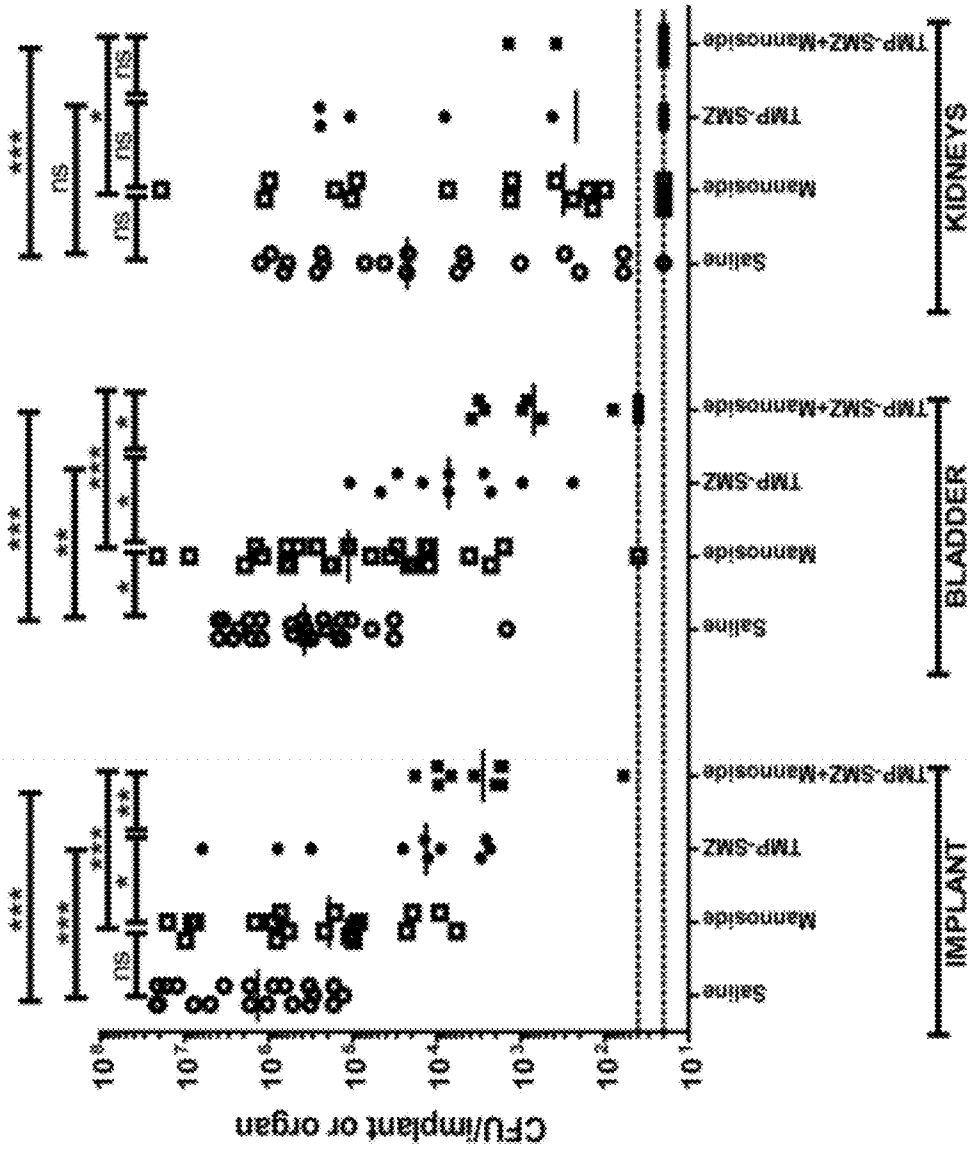 CFU/implant or organ
10⁸
10⁷
10⁶
10⁵
10⁴
10³
10²
10¹
*** *** ***
*** ** ns
*** *** *
ns * ** * * * ns ns ns
Saline Mannoside TMP-SMZ TMP-SMZ+Mannoside Saline Mannoside TMP-SMZ TMP-SMZ+Mannoside Saline Mannoside TMP-SMZ TMP-SMZ+Mannoside
IMPLANT BLADDER KIDNEYS